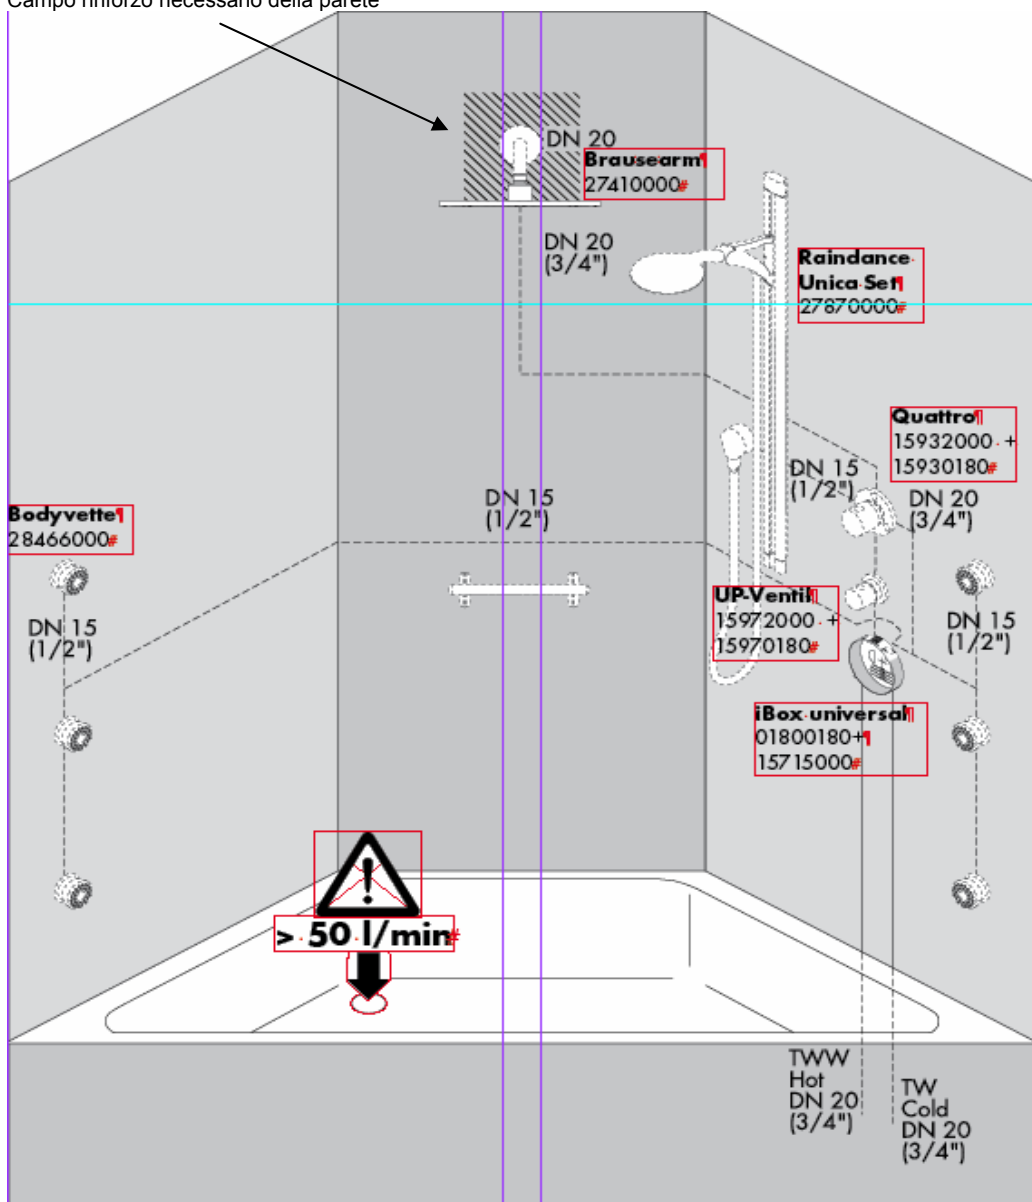 Campo rinforzo necessario della parete
DN 20
Brausearm¶
27410000#
DN 20
(3/4")
Raindance·
Unica·Set¶
27870000#
Quattro¶
15932000·+
15930180#
DN 15
(1/2")
DN 20
(3/4")
DN 15
(1/2")
Bodyvette¶
28466000#
DN 15
(1/2")
UP-Ventil¶
15972000·+
15970180#
DN 15
(1/2")
iBox·universal¶
01800180+¶
15715000#
>·50·l/min#
TWW
Hot
DN 20
(3/4")
TW
Cold
DN 20
(3/4")